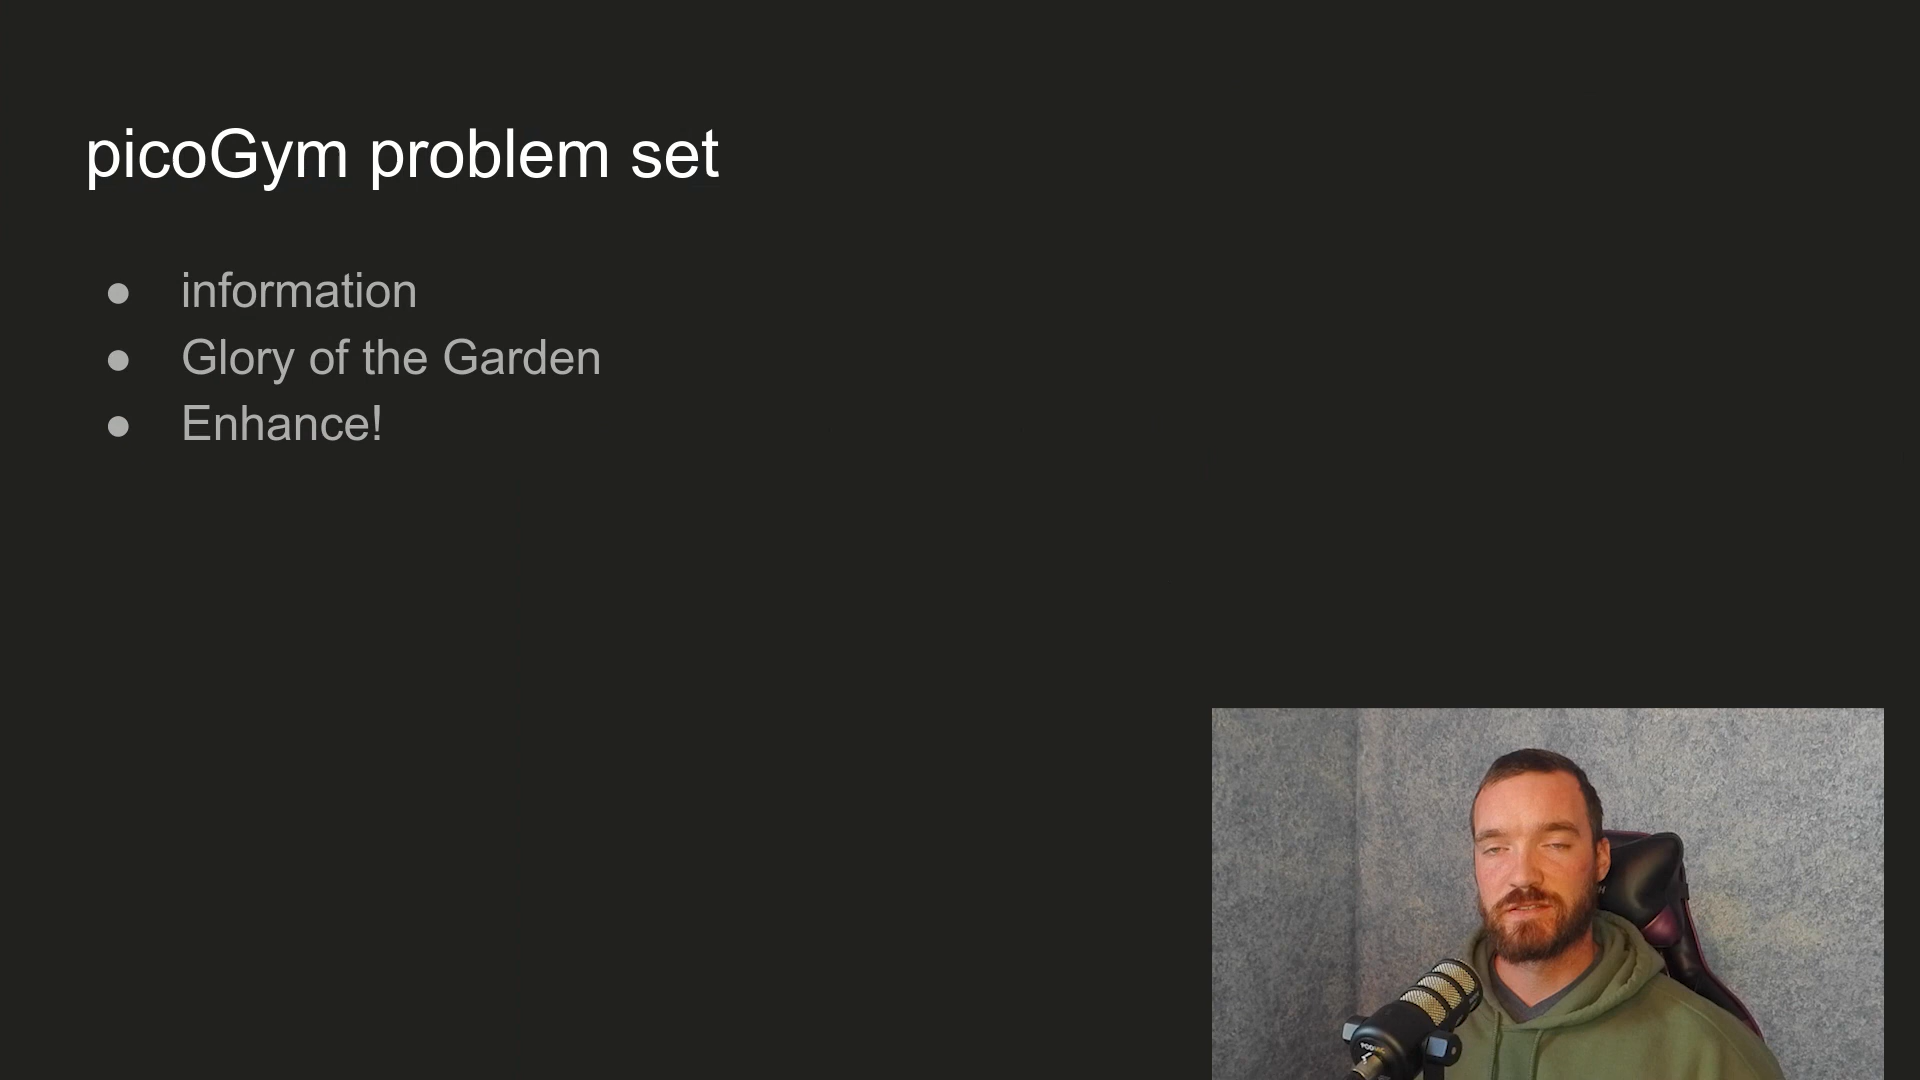 picoGym problem set
● information
● Glory of the Garden
● Enhance!